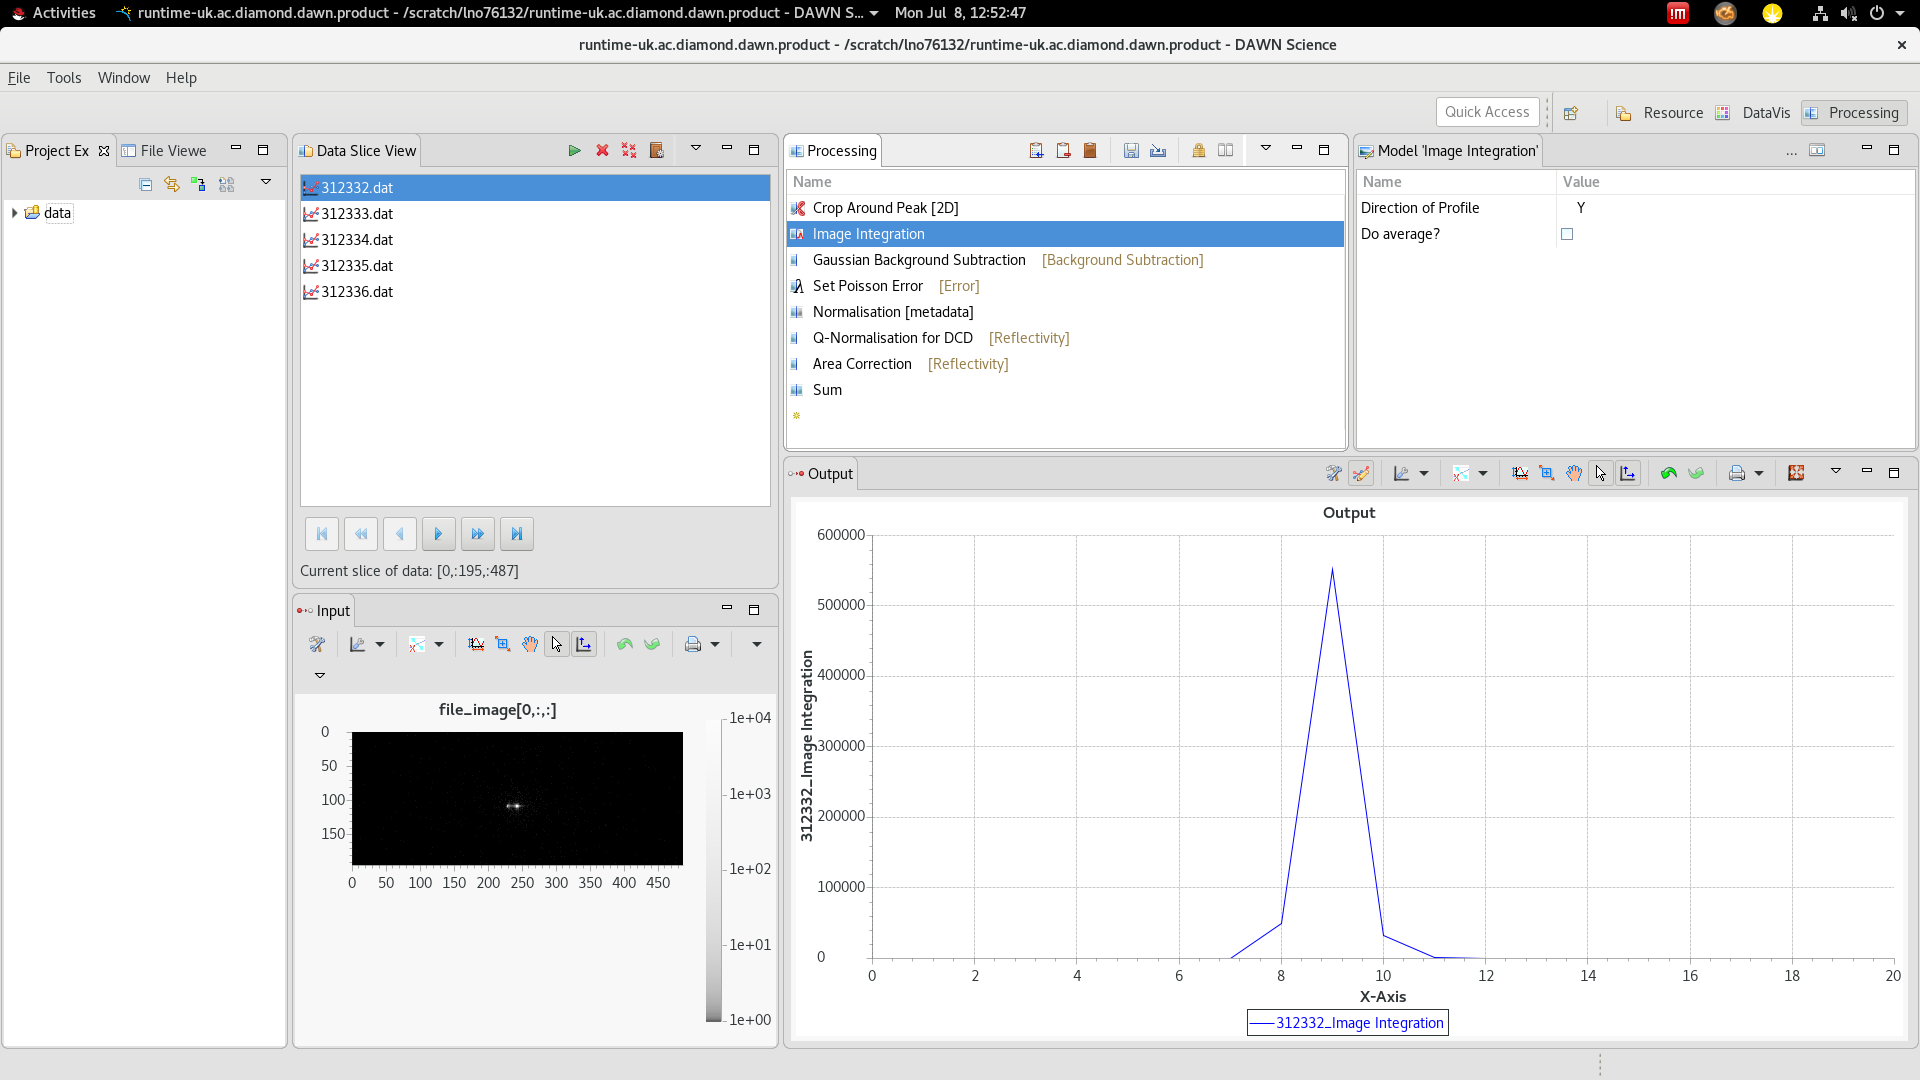 Activities runtime-uk.ac.diamond.dawn.product - /scratch/lno76132/runtime-uk.ac.diamond.dawn.product - DAWN S... Mon Jul 8, 12:52:47
runtime-uk.ac.diamond.dawn.product - /scratch/lno76132/runtime-uk.ac.diamond.dawn.product - DAWN Science
File Tools Window Help
Quick Access Resource DataVis Processing
Project Ex File Viewe
data
Data Slice View
312332.dat
312333.dat
312334.dat
312335.dat
312336.dat
Current slice of data: [0,:195,:487]
Input
file_image[0,:,:]
0
50
100
150
0 50 100 150 200 250 300 350 400 450
1e+04
1e+03
1e+02
1e+01
1e+00
Processing
Name
Crop Around Peak [2D]
Image Integration
Gaussian Background Subtraction [Background Subtraction]
Set Poisson Error [Error]
Normalisation [metadata]
Q-Normalisation for DCD [Reflectivity]
Area Correction [Reflectivity]
Sum
Model 'Image Integration'
...
Name Value
Direction of Profile Y
Do average?
Output
Output
600000
500000
400000
300000
200000
100000
0
312332_Image Integration
0 2 4 6 8 10 12 14 16 18 20
X-Axis
312332_Image Integration